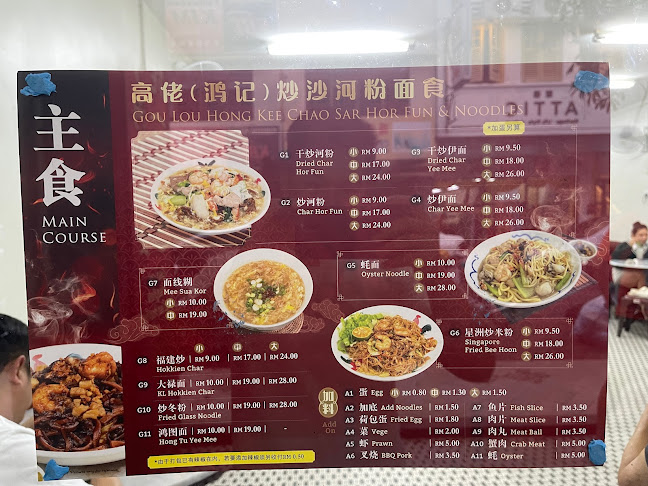 高佬(鸿记)炒沙河粉面食
GOU LOU HONG KEE CHAO SAR HOR FUN & NOODLES
主食
MAIN
COURSE
*加蛋另算
G1 干炒河粉 小 RM 9.00
Dried Char 中 RM 17.00
Hor Fun 大 RM 24.00
G2 炒河粉 小 RM 9.00
Char Hor Fun 中 RM 17.00
大 RM 24.00
G3 干炒伊面 小 RM 9.50
Dried Char 中 RM 18.00
Yee Mee 大 RM 26.00
G4 炒伊面 小 RM 9.50
Char Yee Mee 中 RM 18.00
大 RM 26.00
G7 面线糊
Mee Sua Kor
小 RM 10.00
中 RM 19.00
G5 蚝面 小 RM 10.00
Oyster Noodle 中 RM 19.00
大 RM 28.00
G6 星洲炒米粉 小 RM 9.50
Singapore 中 RM 18.00
Fried Bee Hoon 大 RM 26.00
小 中 大
G8 福建炒 RM 9.00 RM 17.00 RM 24.00
Hokkien Char
G9 大禄面 RM 10.00 RM 19.00 RM 28.00
KL Hokkien Char
G10 炒冬粉 RM 10.00 RM 19.00 RM 28.00
Fried Glass Noodle
G11 鸿图面 RM 10.00 RM 19.00 -
Hong Tu Yee Mee
加料
Add
On
A1 蛋 Egg 小 RM 0.80 中 RM 1.30 大 RM 1.50
A2 加底 Add Noodles RM 1.50
A3 荷包蛋 Fried Egg RM 1.80
A4 菜 Vege RM 2.00
A5 虾 Prawn RM 5.00
A6 叉烧 BBQ Pork RM 3.50
A7 鱼片 Fish Slice RM 3.50
A8 肉片 Meat Slice RM 3.50
A9 肉丸 Meat Ball RM 3.50
A10 蟹肉 Crab Meat RM 5.00
A11 蚝 Oyster RM 5.00